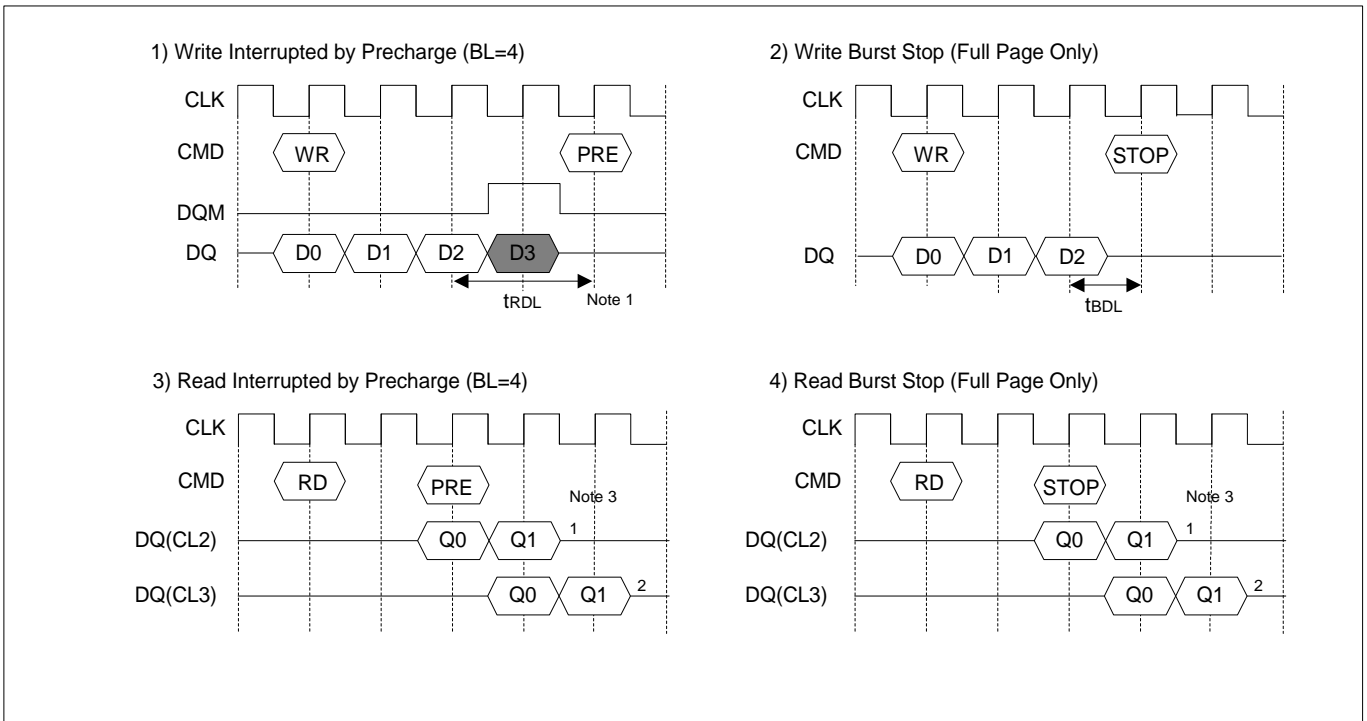 1) Write Interrupted by Precharge (BL=4)
CLK
CMD WR PRE
DQM
DQ D0 D1 D2 D3
tRDL Note 1
2) Write Burst Stop (Full Page Only)
CLK
CMD WR STOP
DQ D0 D1 D2
tBDL
3) Read Interrupted by Precharge (BL=4)
CLK
CMD RD PRE
Note 3
DQ(CL2) Q0 Q1 1
DQ(CL3) Q0 Q1 2
4) Read Burst Stop (Full Page Only)
CLK
CMD RD STOP
Note 3
DQ(CL2) Q0 Q1 1
DQ(CL3) Q0 Q1 2